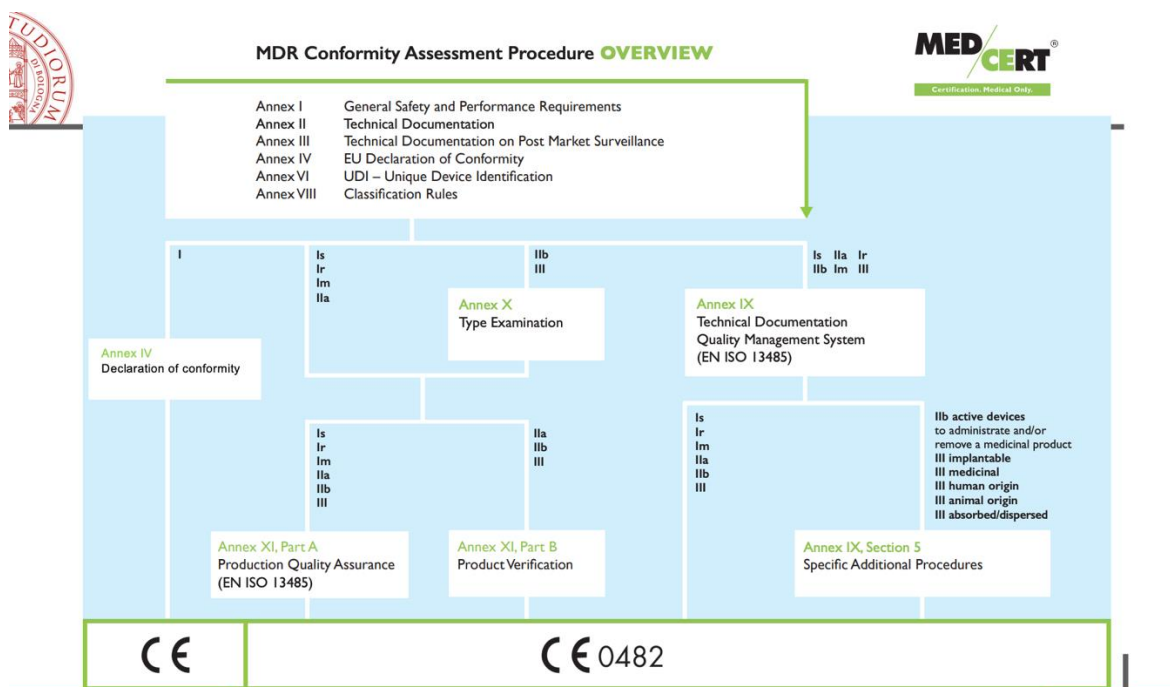 STUDIORUM
DI BOLOGNA
MDR Conformity Assessment Procedure OVERVIEW
MED/CERT®
Certification. Medical Only.
Annex I General Safety and Performance Requirements
Annex II Technical Documentation
Annex III Technical Documentation on Post Market Surveillance
Annex IV EU Declaration of Conformity
Annex VI UDI – Unique Device Identification
Annex VIII Classification Rules
I
Is
Ir
Im
IIa
IIb
III
Is IIa Ir
IIb Im III
Annex IV
Declaration of conformity
Annex X
Type Examination
Annex IX
Technical Documentation
Quality Management System
(EN ISO 13485)
Is
Ir
Im
IIa
IIb
III
IIa
IIb
III
Is
Ir
Im
IIa
IIb
III
IIb active devices
to administrate and/or
remove a medicinal product
III implantable
III medicinal
III human origin
III animal origin
III absorbed/dispersed
Annex XI, Part A
Production Quality Assurance
(EN ISO 13485)
Annex XI, Part B
Product Verification
Annex IX, Section 5
Specific Additional Procedures
CE
CE 0482